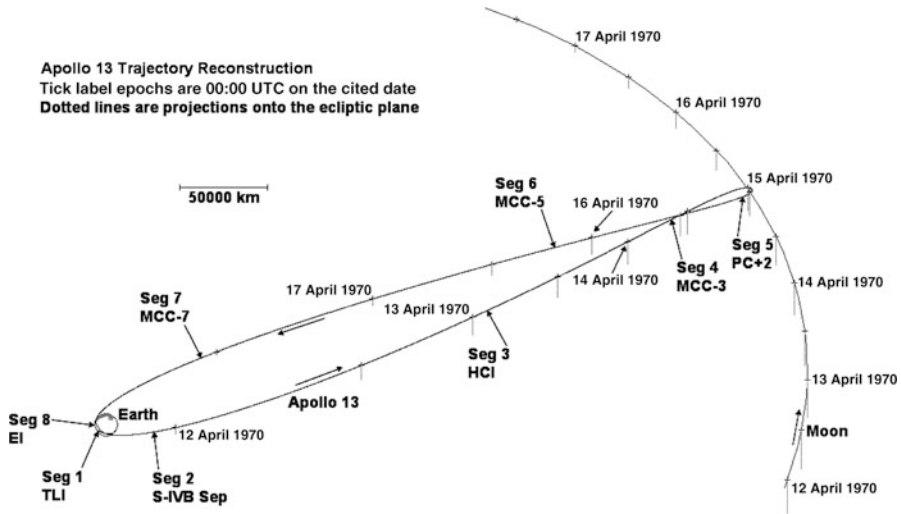 Apollo 13 Trajectory Reconstruction
Tick label epochs are 00:00 UTC on the cited date
Dotted lines are projections onto the ecliptic plane
50000 km
17 April 1970
16 April 1970
15 April 1970
Seg 6
MCC-5
16 April 1970
Seg 5
PC+2
Seg 4
MCC-3
14 April 1970
14 April 1970
17 April 1970
13 April 1970
Seg 7
MCC-7
Seg 3
HCI
13 April 1970
Apollo 13
Earth
Seg 8
EI
12 April 1970
Moon
Seg 1
TLI
Seg 2
S-IVB Sep
12 April 1970